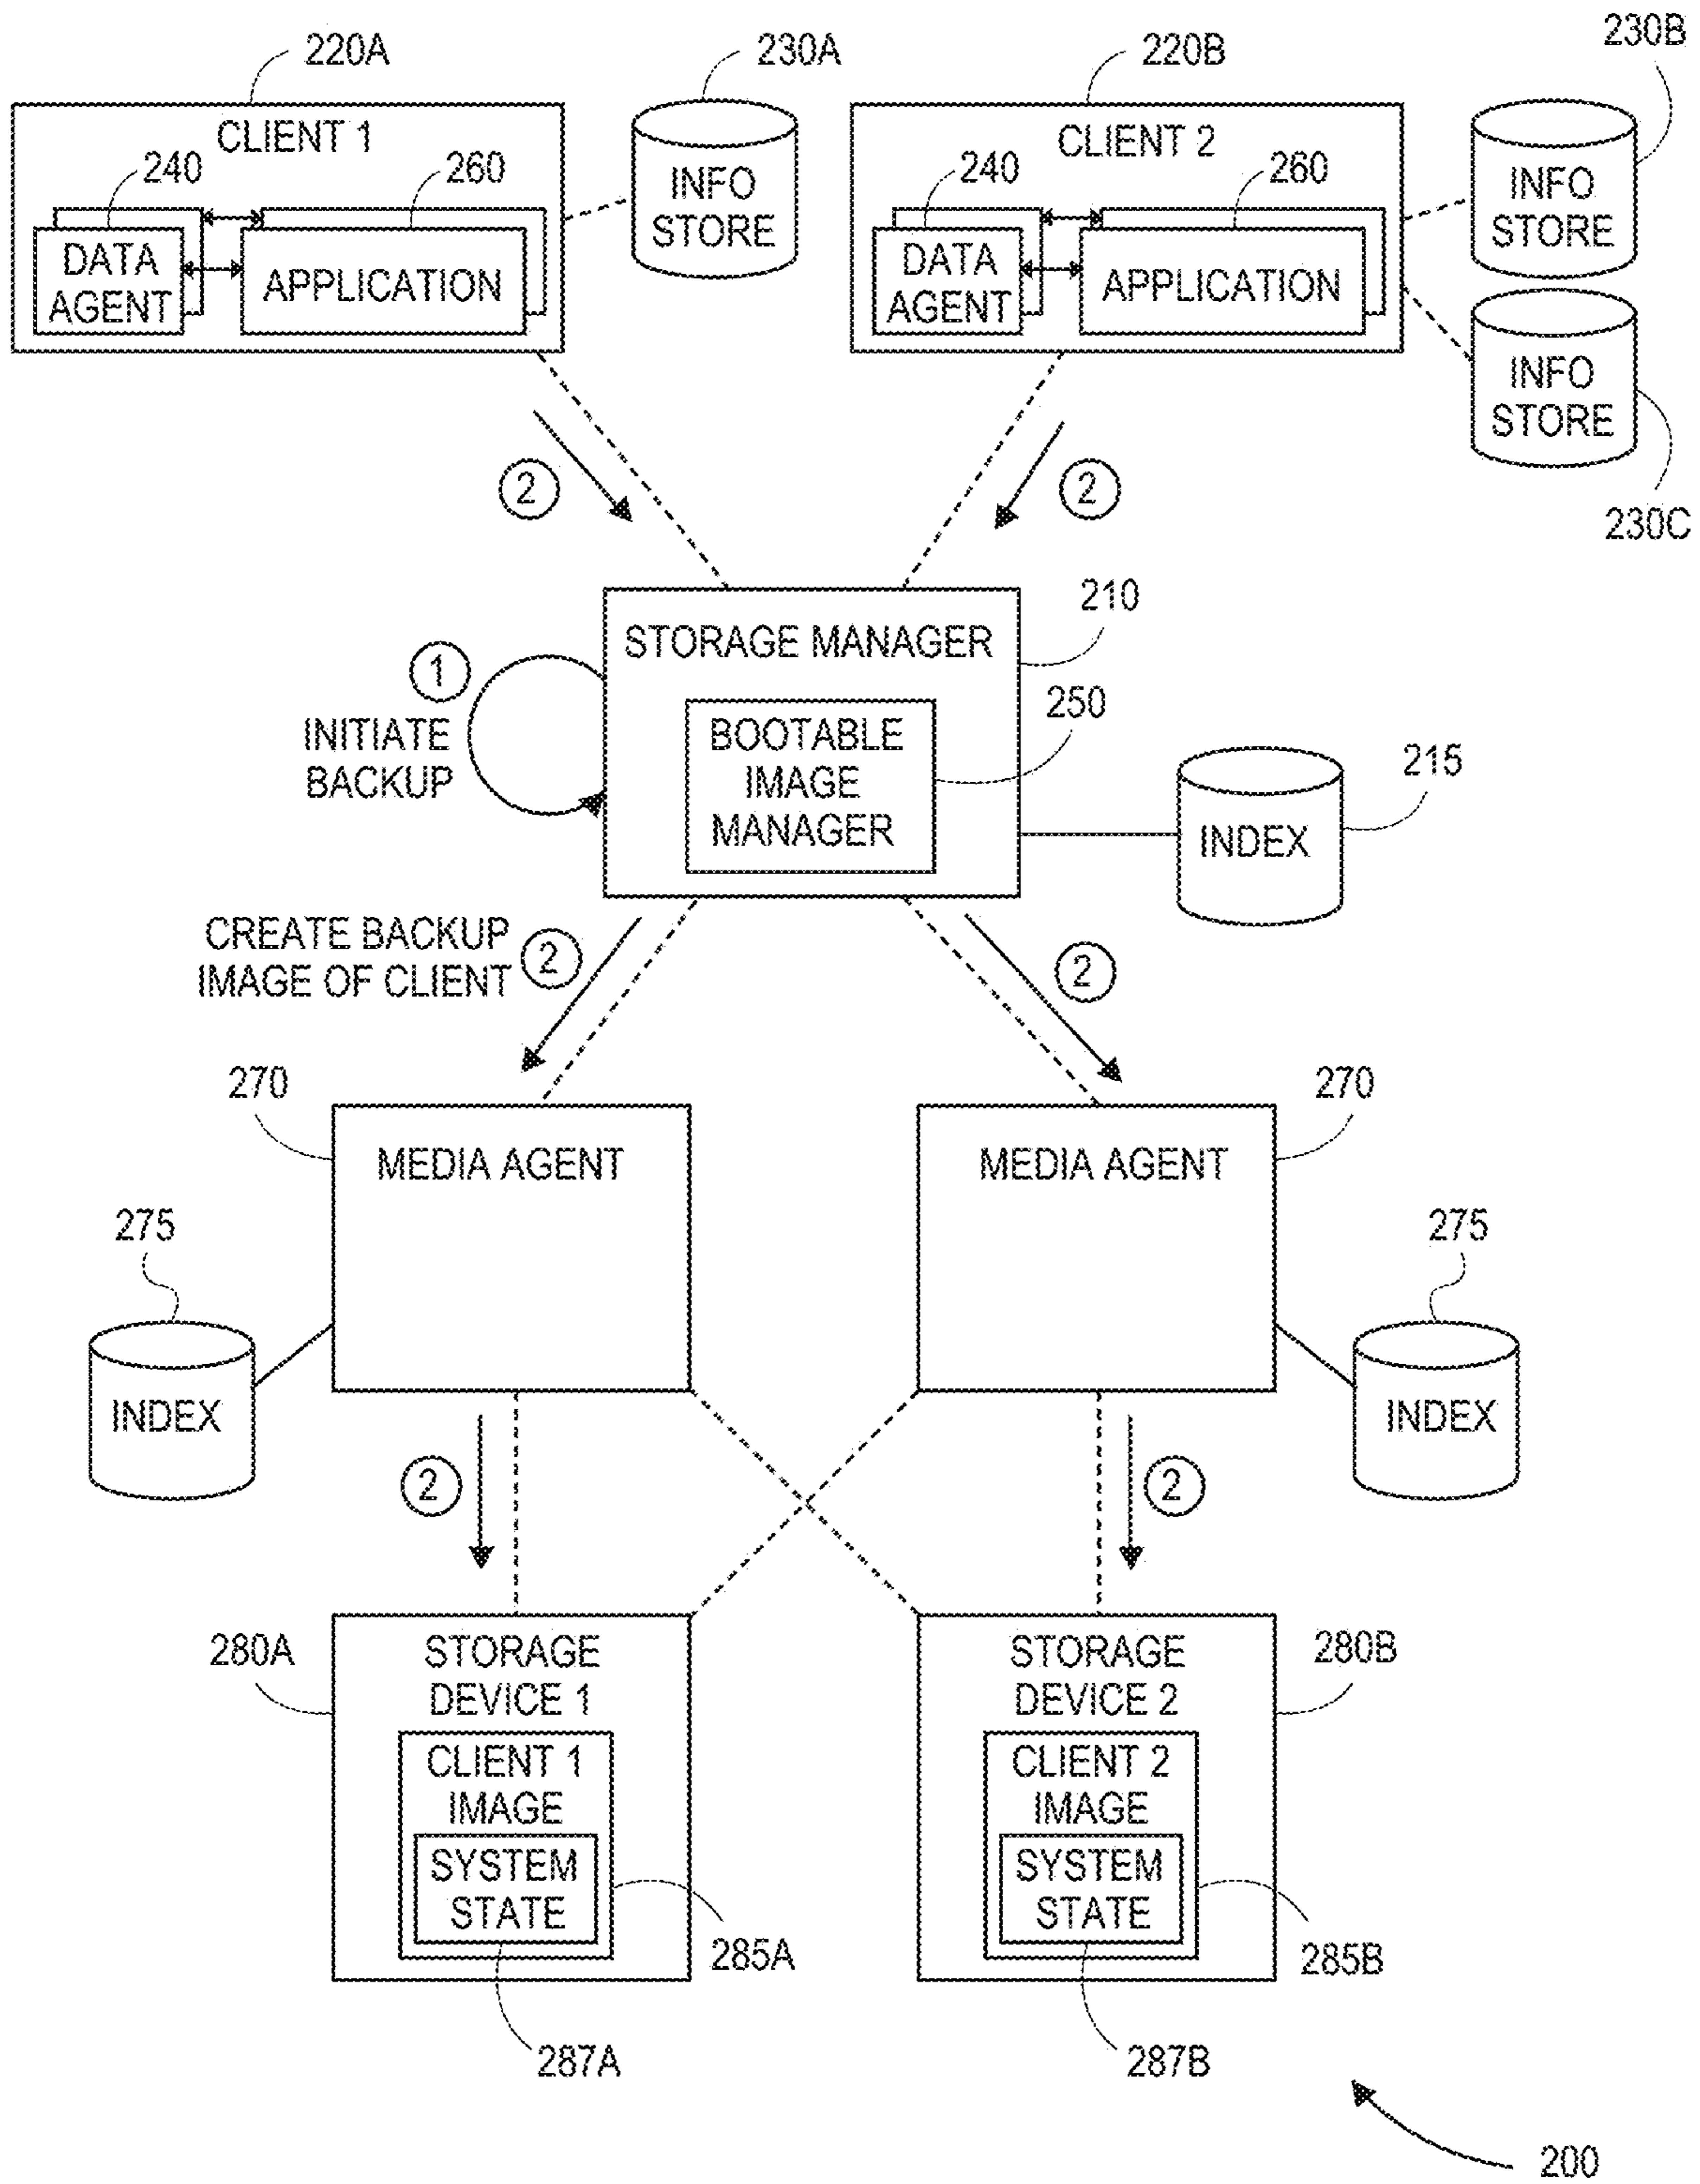 220A
230A
220B
230B
CLIENT 1
240
260
DATA
AGENT
APPLICATION
INFO
STORE
CLIENT 2
240
260
DATA
AGENT
APPLICATION
INFO
STORE
INFO
STORE
230C
2
2
210
STORAGE MANAGER
1
INITIATE
BACKUP
250
BOOTABLE
IMAGE
MANAGER
215
INDEX
CREATE BACKUP
IMAGE OF CLIENT
2
2
270
270
MEDIA AGENT
MEDIA AGENT
275
275
INDEX
INDEX
2
2
280A
STORAGE
DEVICE 1
CLIENT 1
IMAGE
SYSTEM
STATE
285A
287A
STORAGE
DEVICE 2
280B
CLIENT 2
IMAGE
SYSTEM
STATE
285B
287B
200